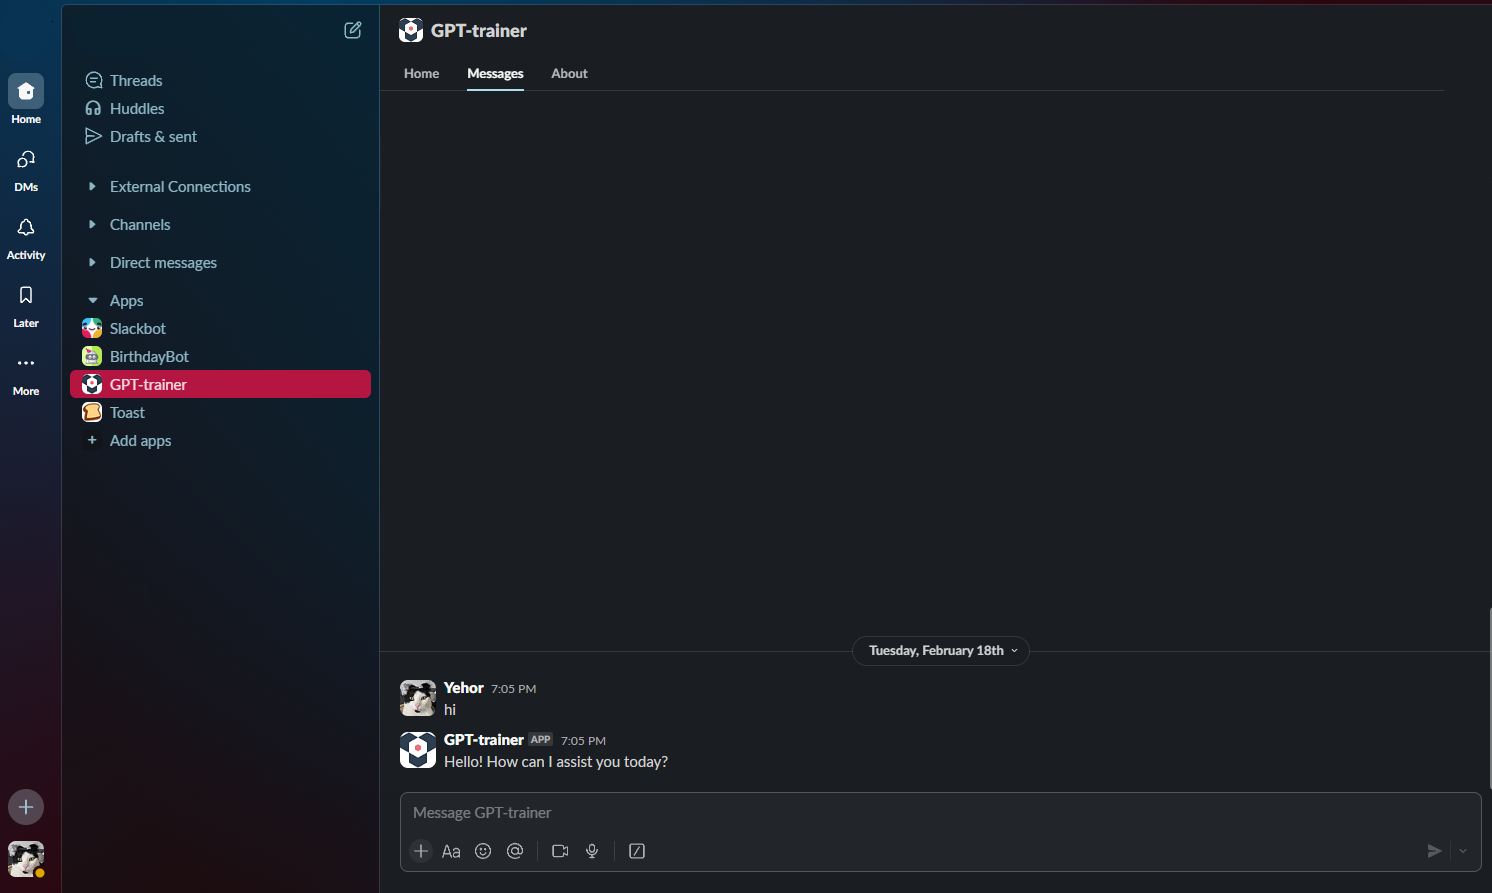 Home
DMs
Activity
Later
More
Threads
Huddles
Drafts & sent
External Connections
Channels
Direct messages
Apps
Slackbot
BirthdayBot
GPT-trainer
Toast
+ Add apps
GPT-trainer
Home Messages About
Tuesday, February 18th
Yehor 7:05 PM
hi
GPT-trainer APP 7:05 PM
Hello! How can I assist you today?
Message GPT-trainer
Aa